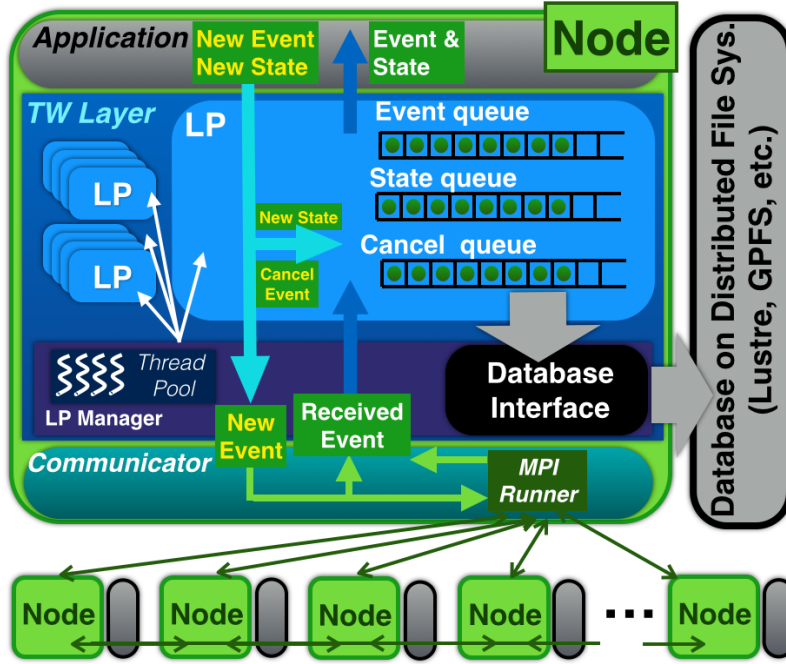 Application
New Event
New State
Event &
State
Node
TW Layer
LP
Event queue
State queue
Cancel queue
LP
LP
New State
Cancel
Event
Thread
Pool
LP Manager
Database
Interface
New
Event
Received
Event
Communicator
MPI
Runner
Database on Distributed File Sys.
(Lustre, GPFS, etc.)
Node
Node
Node
Node
...
Node